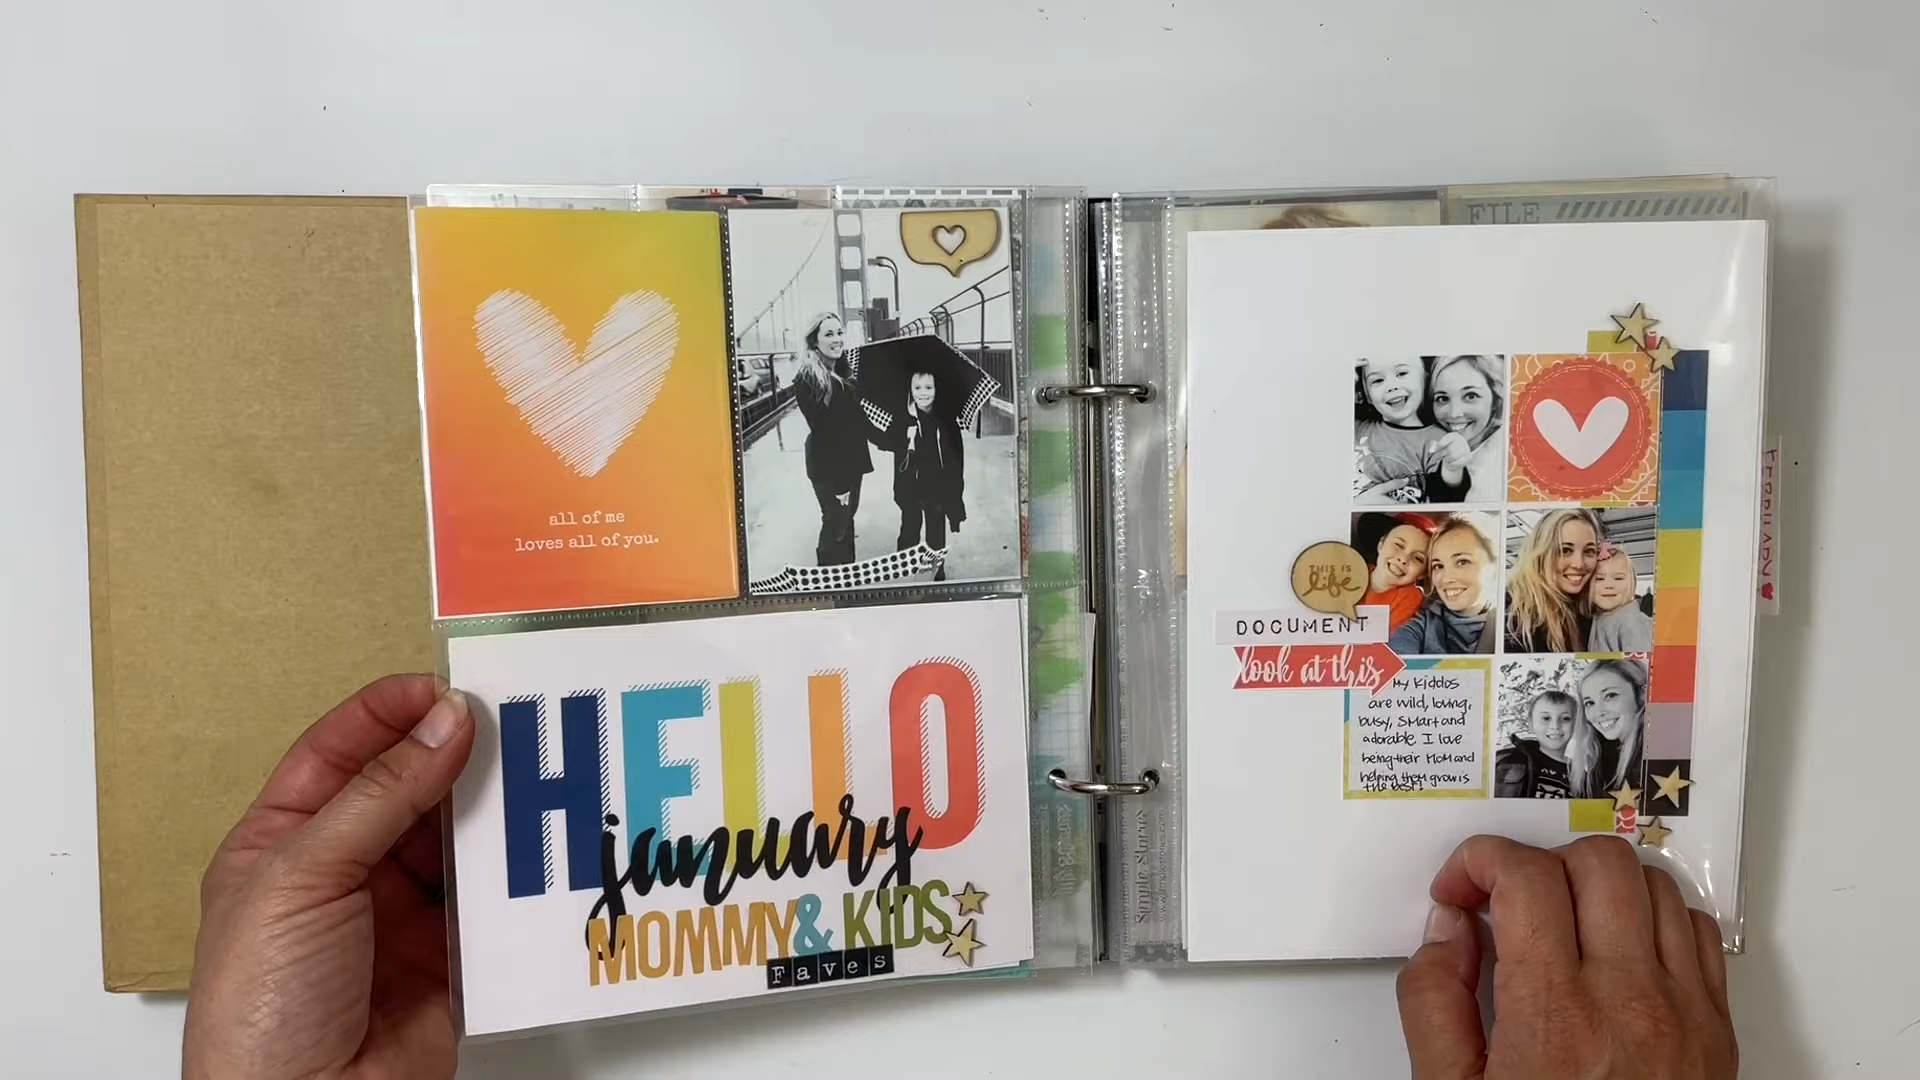 all of me
loves all of you.
HELLO
january
MOMMY & KIDS
Faves
FILE
THIS IS
life
DOCUMENT
look at this
My Kiddos
are wild, loving,
busy, smart and
adorable. I love
being their Mom and
helping them grow is
the best!
FEBRUARY
Simple Stories